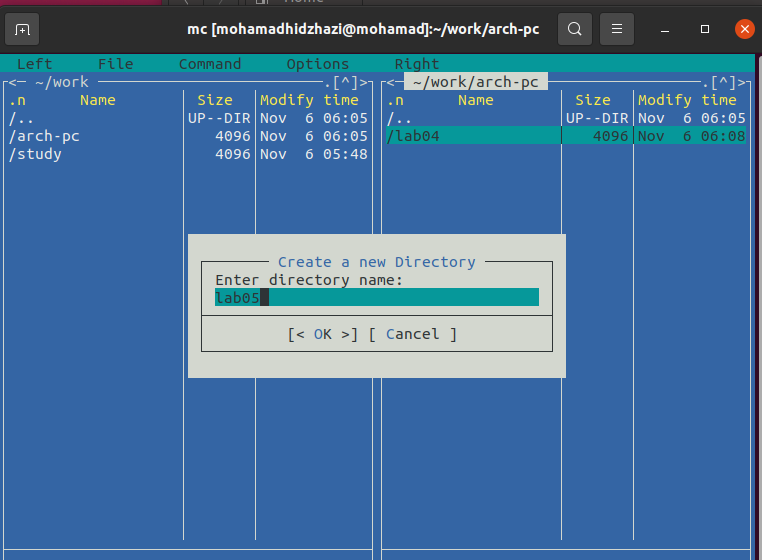 Home
mc [mohamadhidzhazi@mohamad]:~/work/arch-pc
Left File Command Options Right
<─ ~/work .[^]> <─ ~/work/arch-pc .[^]>
.n Name Size Modify time .n Name Size Modify time
/.. UP--DIR Nov 6 06:05 /.. UP--DIR Nov 6 06:05
/arch-pc 4096 Nov 6 06:05 /lab04 4096 Nov 6 06:08
/study 4096 Nov 6 05:48
Create a new Directory
Enter directory name:
lab05
[< OK >] [ Cancel ]